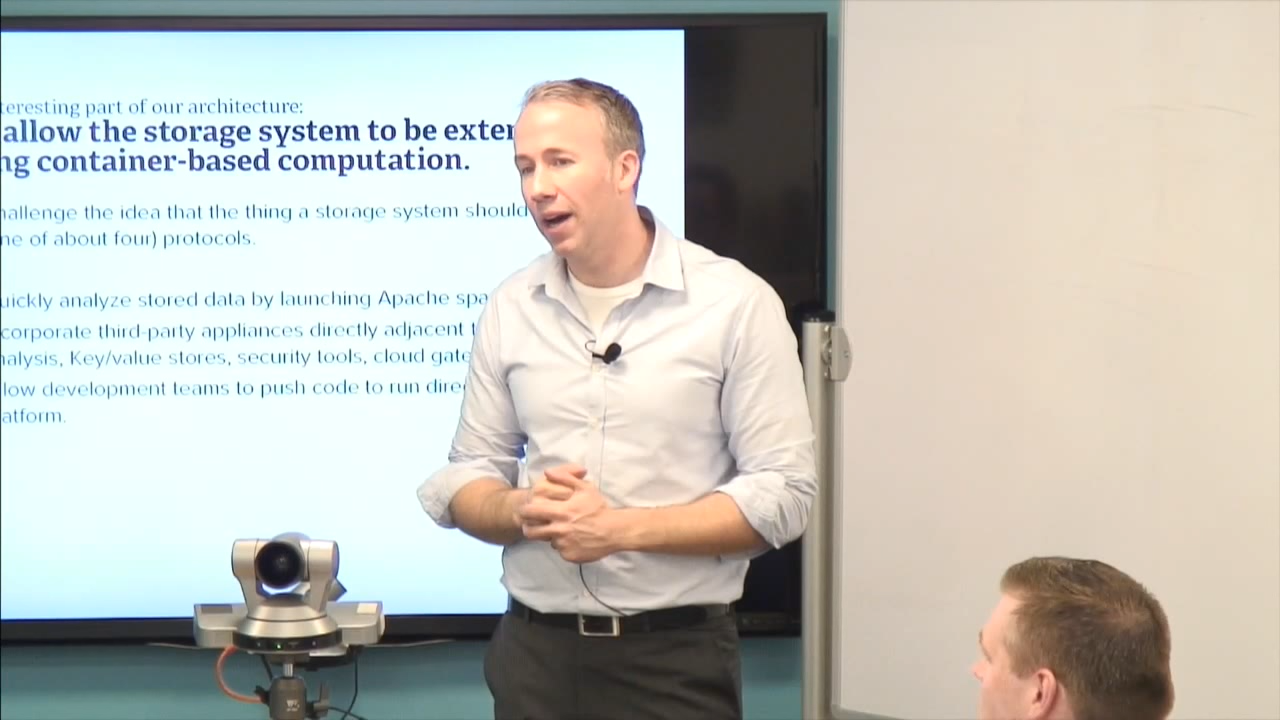 teresting part of our architecture:
allow the storage system to be exter
ng container-based computation.
hallenge the idea that the thing a storage system should
ne of about four) protocols.
uickly analyze stored data by launching Apache spa
corporate third-party appliances directly adjacent t
nalysis, Key/value stores, security tools, cloud gate
low development teams to push code to run dire
atform.